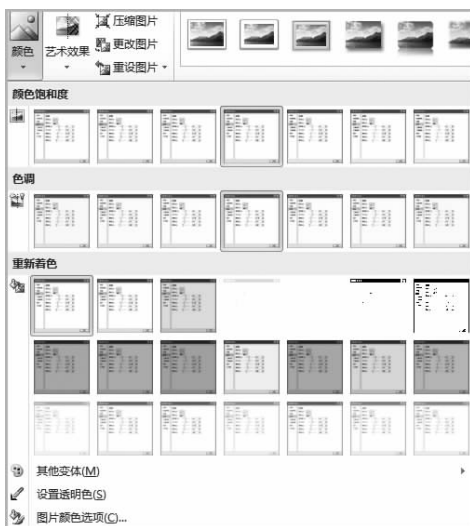 压缩图片
更改图片
重设图片
颜色
艺术效果
颜色饱和度
色调
重新着色
其他变体(M)
设置透明色(S)
图片颜色选项(C)...